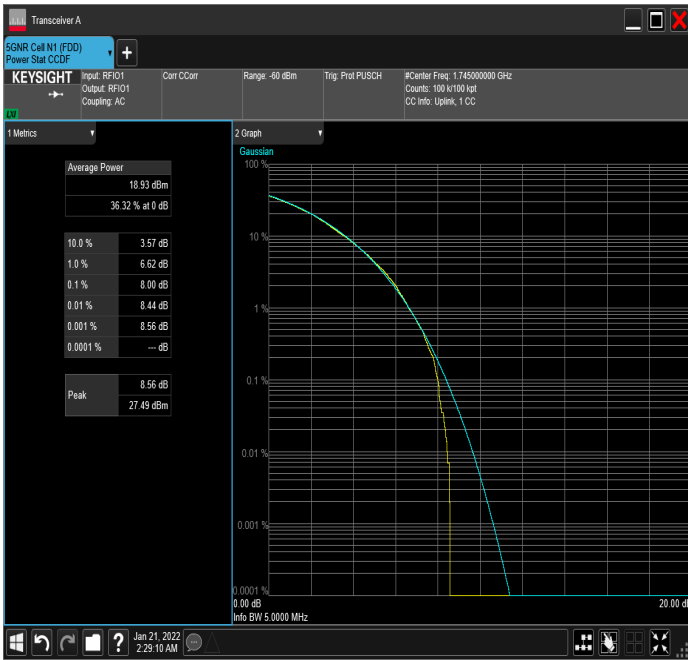 Transceiver A
5GNR Cell N1 (FDD)
Power Stat CCDF
KEYSIGHT
Input: RFIO1
Output: RFIO1
Coupling: AC
Corr CCorr
Range: -60 dBm
Trig: Prot PUSCH
#Center Freq: 1.745000000 GHz
Counts: 100 k/100 kpt
CC Info: Uplink, 1 CC
LXI
1 Metrics
Average Power
18.93 dBm
36.32 % at 0 dB
10.0 % 3.57 dB
1.0 % 6.62 dB
0.1 % 8.00 dB
0.01 % 8.44 dB
0.001 % 8.56 dB
0.0001 % --- dB
Peak
8.56 dB
27.49 dBm
2 Graph
Gaussian
100 %
10 %
1 %
0.1 %
0.01 %
0.001 %
0.0001 %
0.00 dB
20.00 dB
Info BW 5.0000 MHz
?
Jan 21, 2022
2:29:10 AM